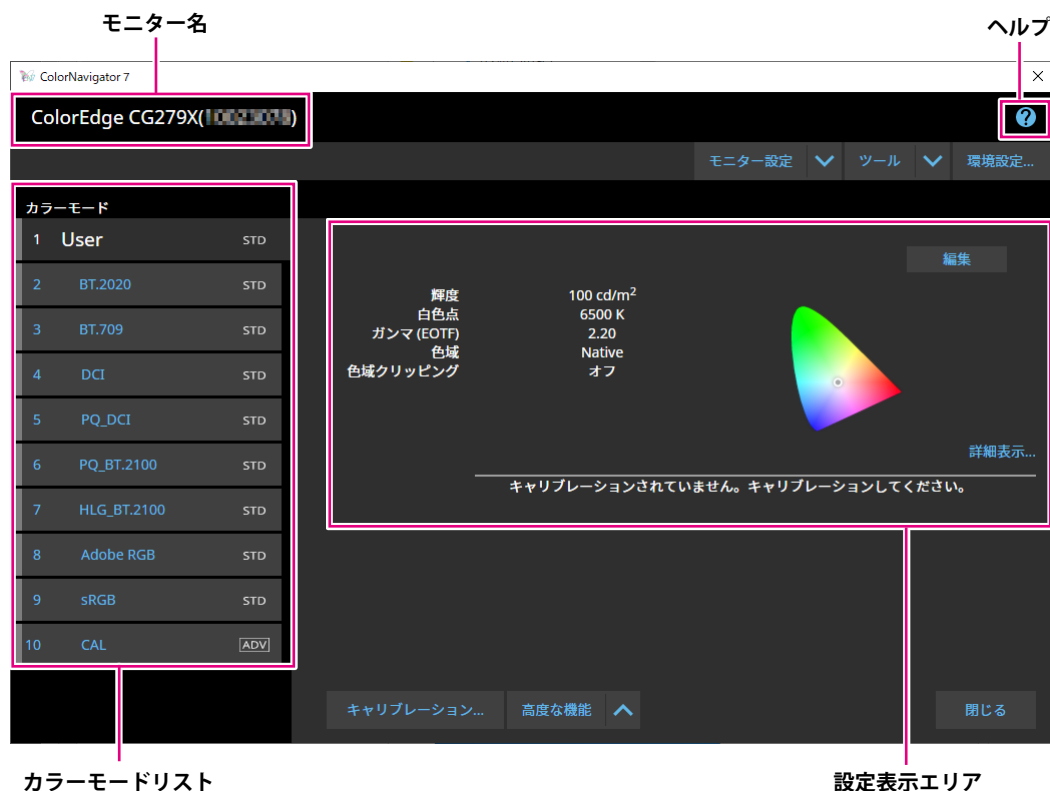 モニター名
ヘルプ
ColorNavigator 7
ColorEdge CG279X( )
モニター設定 ツール 環境設定...
カラーモード
1 User STD
2 BT.2020 STD
3 BT.709 STD
4 DCI STD
5 PQ_DCI STD
6 PQ_BT.2100 STD
7 HLG_BT.2100 STD
8 Adobe RGB STD
9 sRGB STD
10 CAL ADV
編集
輝度 100 cd/m2
白色点 6500 K
ガンマ (EOTF) 2.20
色域 Native
色域クリッピング オフ
詳細表示...
キャリブレーションされていません。キャリブレーションしてください。
キャリブレーション... 高度な機能 閉じる
カラーモードリスト
設定表示エリア